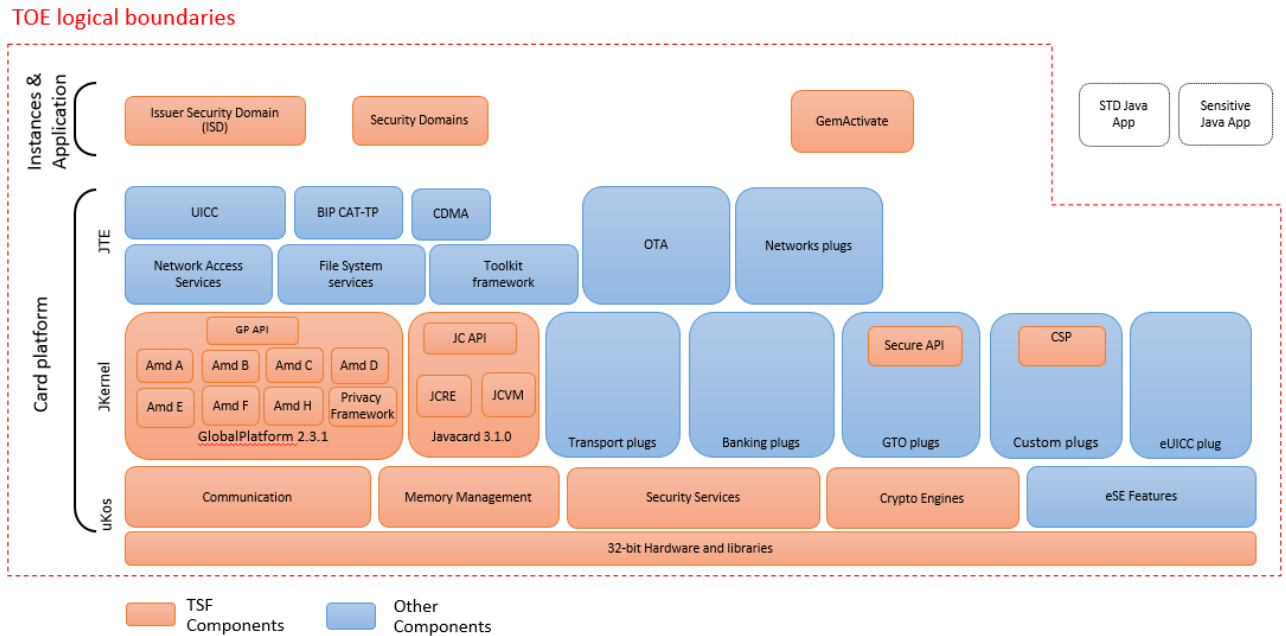 TOE logical boundaries
Instances &
Application
Issuer Security Domain
(ISD)
Security Domains
GemActivate
STD Java
App
Sensitive
Java App
Card platform
JTE
UICC
BIP CAT-TP
CDMA
OTA
Networks plugs
Network Access
Services
File System
services
Toolkit
framework
JKernel
GP API
Amd A
Amd B
Amd C
Amd D
Amd E
Amd F
Amd H
Privacy
Framework
GlobalPlatform 2.3.1
JC API
JCRE
JCVM
Javacard 3.1.0
Transport plugs
Banking plugs
Secure API
GTO plugs
CSP
Custom plugs
eUICC plug
uKos
Communication
Memory Management
Security Services
Crypto Engines
eSE Features
32-bit Hardware and libraries
TSF
Components
Other
Components